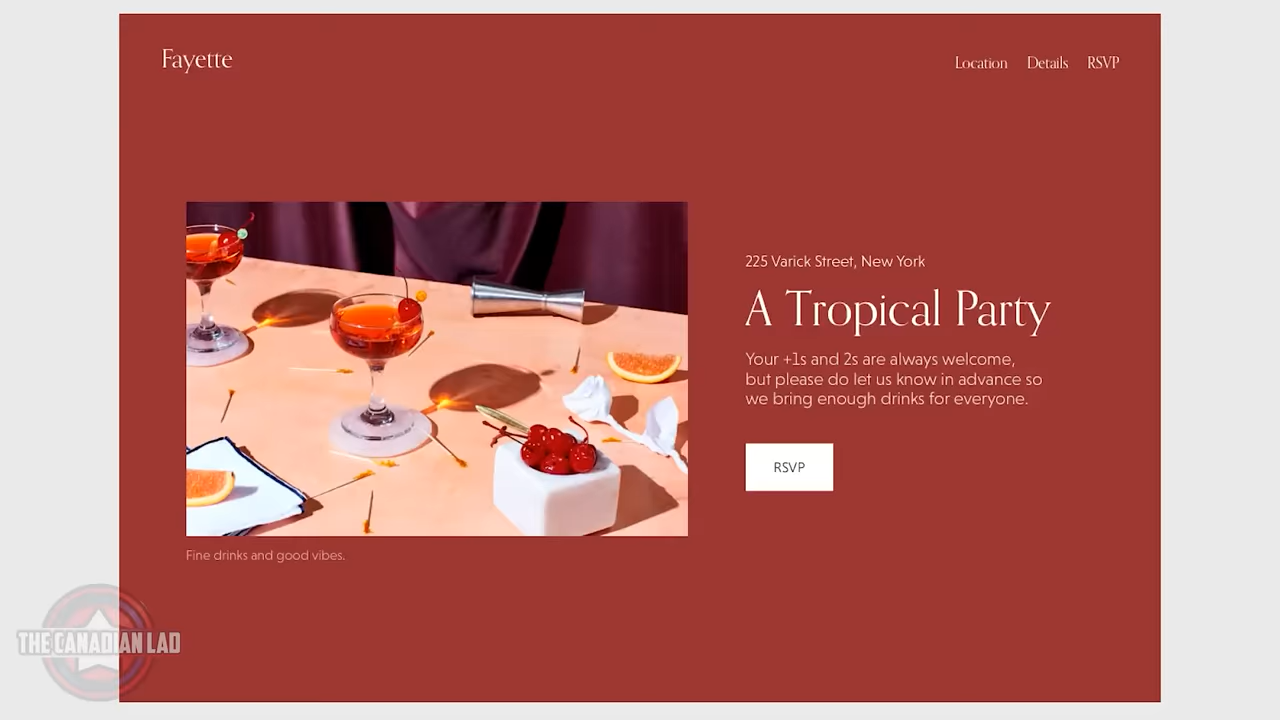 Fayette
Location Details RSVP
225 Varick Street, New York
A Tropical Party
Your +1s and 2s are always welcome,
but please do let us know in advance so
we bring enough drinks for everyone.
RSVP
Fine drinks and good vibes.
THE CANADIAN LAD